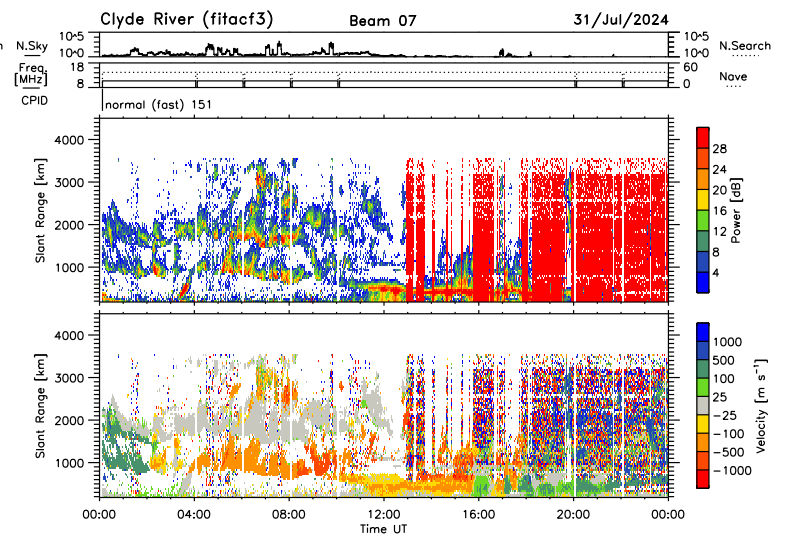 Clyde River (fitacf3) Beam 07 31/Jul/2024
N.Sky 10^5 10^5 N.Search
10^0 10^0
Freq. 18 60 Nave
[MHz] 8 0
CPID normal (fast) 151
4000
3000
2000
1000
Slant Range [km]
28
24
20
16
12
8
4
Power [dB]
4000
3000
2000
1000
Slant Range [km]
1000
500
100
25
-25
-100
-500
-1000
Velocity [m s⁻¹]
00:00 04:00 08:00 12:00 16:00 20:00 00:00
Time UT